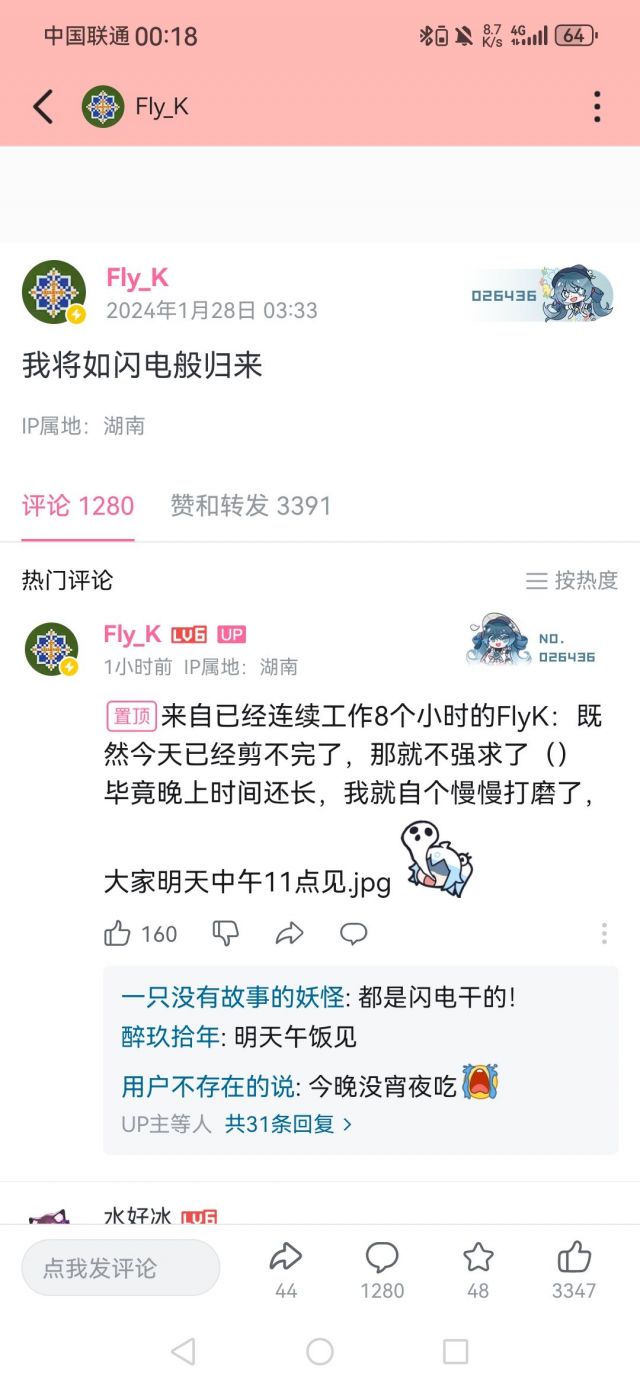 中国联通 00:18
8.7 K/s 4G 64
Fly_K
Fly_K
2024年1月28日 03:33
026436
我将如闪电般归来
IP属地：湖南
评论 1280 赞和转发 3391
热门评论
按热度
Fly_K LV6 UP
1小时前 IP属地：湖南
NO.
026436
置顶 来自已经连续工作8个小时的FlyK：既
然今天已经剪不完了，那就不强求了（）
毕竟晚上时间还长，我就自个慢慢打磨了，
大家明天中午11点见.jpg
160
一只没有故事的妖怪: 都是闪电干的!
醉玖拾年: 明天午饭见
用户不存在的说: 今晚没宵夜吃
UP主等人 共31条回复 >
水好冰 LV6
点我发评论
44 1280 48 3347